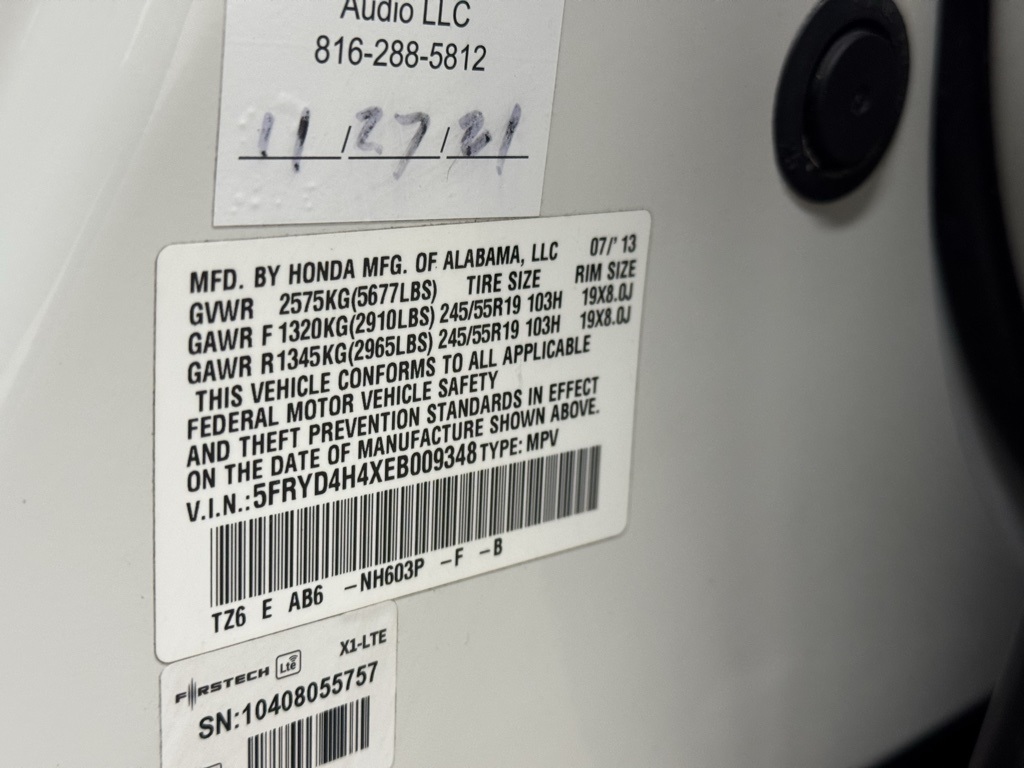 Audio LLC
816-288-5812
11/27/21
MFD. BY HONDA MFG. OF ALABAMA, LLC 07/' 13
GVWR 2575KG(5677LBS) TIRE SIZE RIM SIZE
GAWR F 1320KG(2910LBS) 245/55R19 103H 19X8.0J
GAWR R 1345KG(2965LBS) 245/55R19 103H 19X8.0J
THIS VEHICLE CONFORMS TO ALL APPLICABLE
FEDERAL MOTOR VEHICLE SAFETY
AND THEFT PREVENTION STANDARDS IN EFFECT
ON THE DATE OF MANUFACTURE SHOWN ABOVE.
V.I.N.: 5FRYD4H4XEB009348 TYPE: MPV
TZ6 E AB6 -NH603P -F -B
FIRSTECH Lte X1-LTE
SN:10408055757